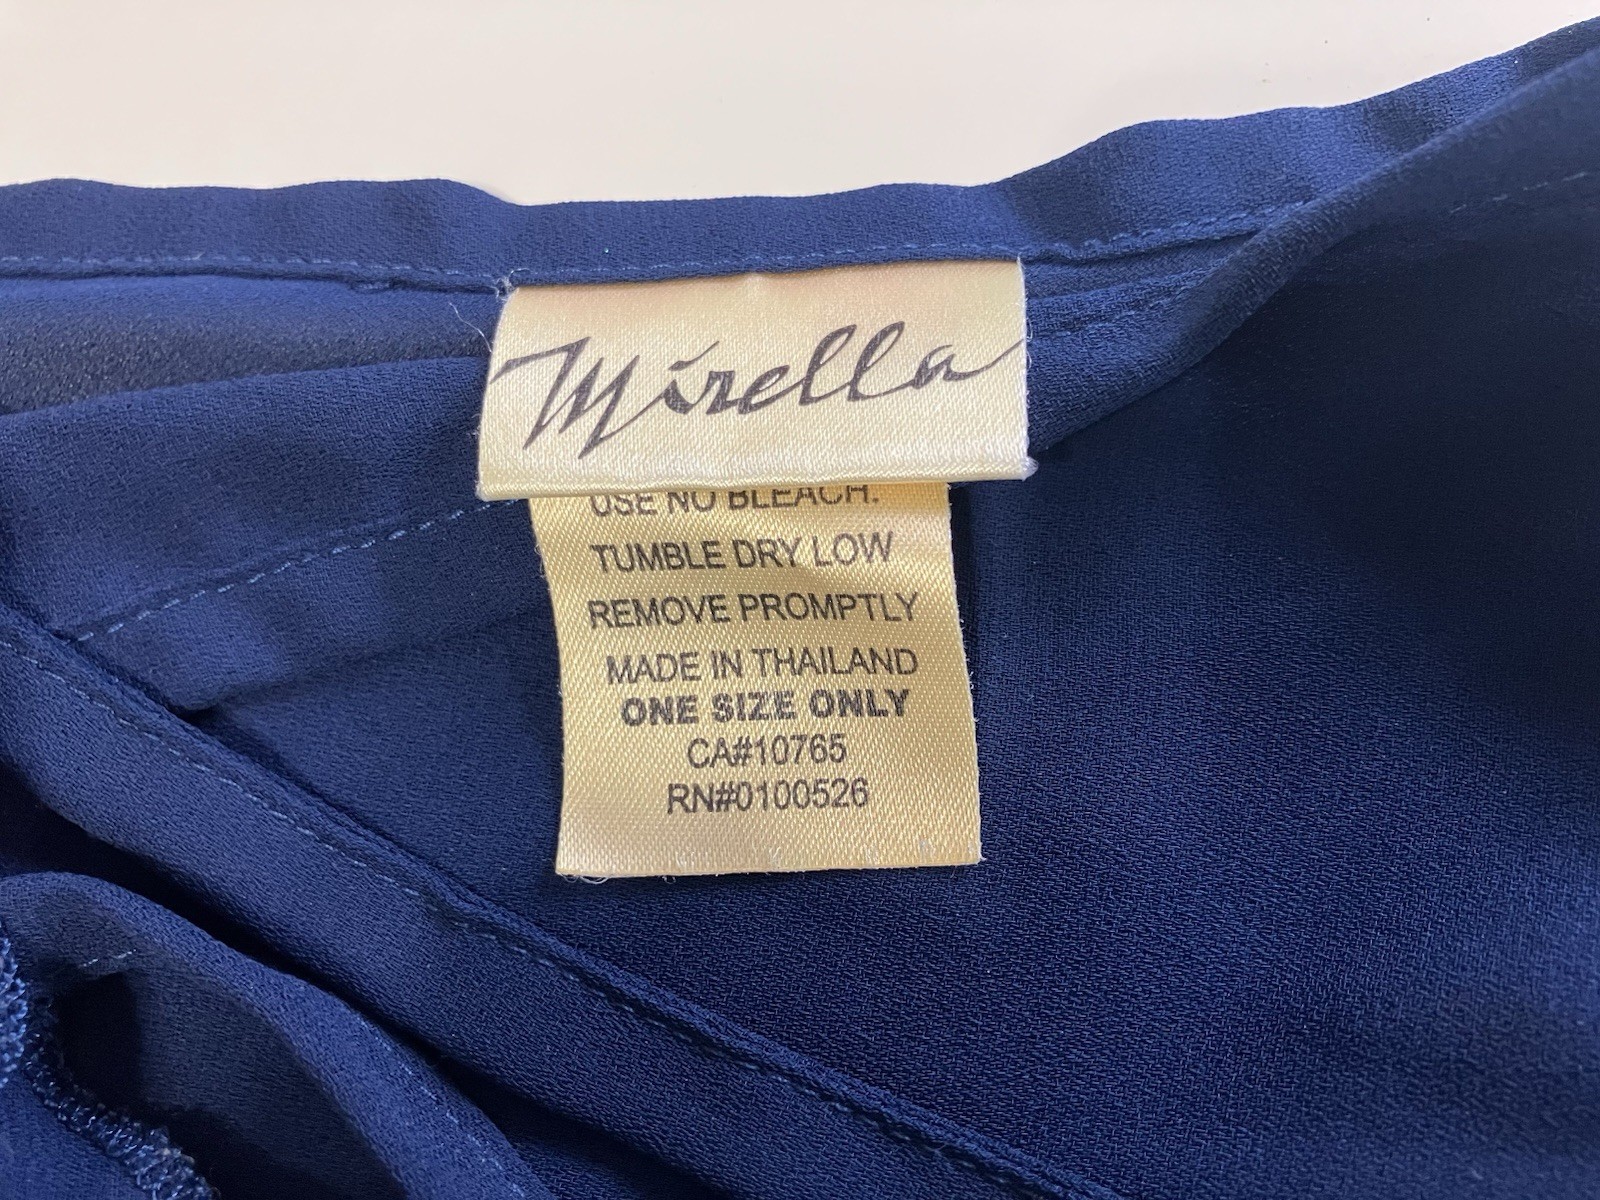 Mirella
USE NO BLEACH.
TUMBLE DRY LOW
REMOVE PROMPTLY
MADE IN THAILAND
ONE SIZE ONLY
CA#10765
RN#0100526